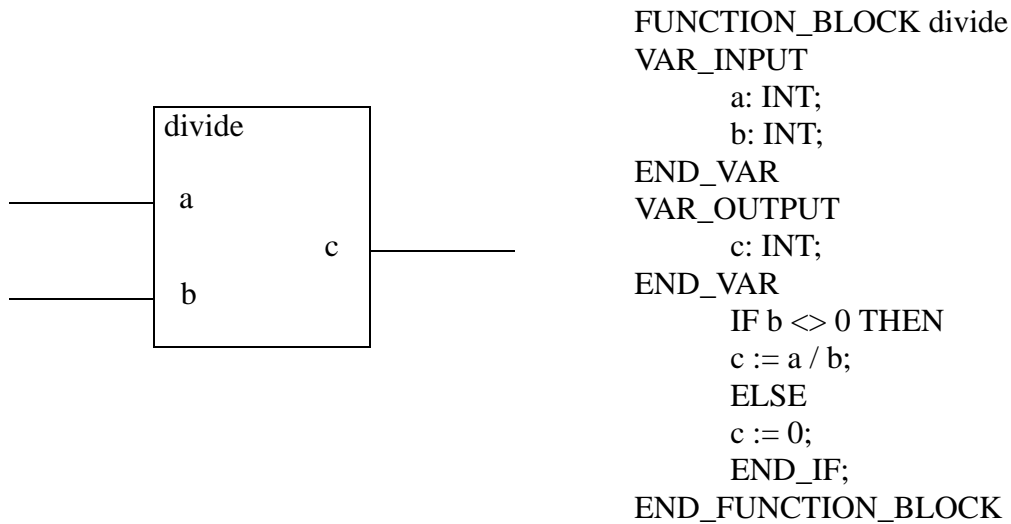 divide
a
b
c
FUNCTION_BLOCK divide
VAR_INPUT
a: INT;
b: INT;
END_VAR
VAR_OUTPUT
c: INT;
END_VAR
IF b <> 0 THEN
c := a / b;
ELSE
c := 0;
END_IF;
END_FUNCTION_BLOCK